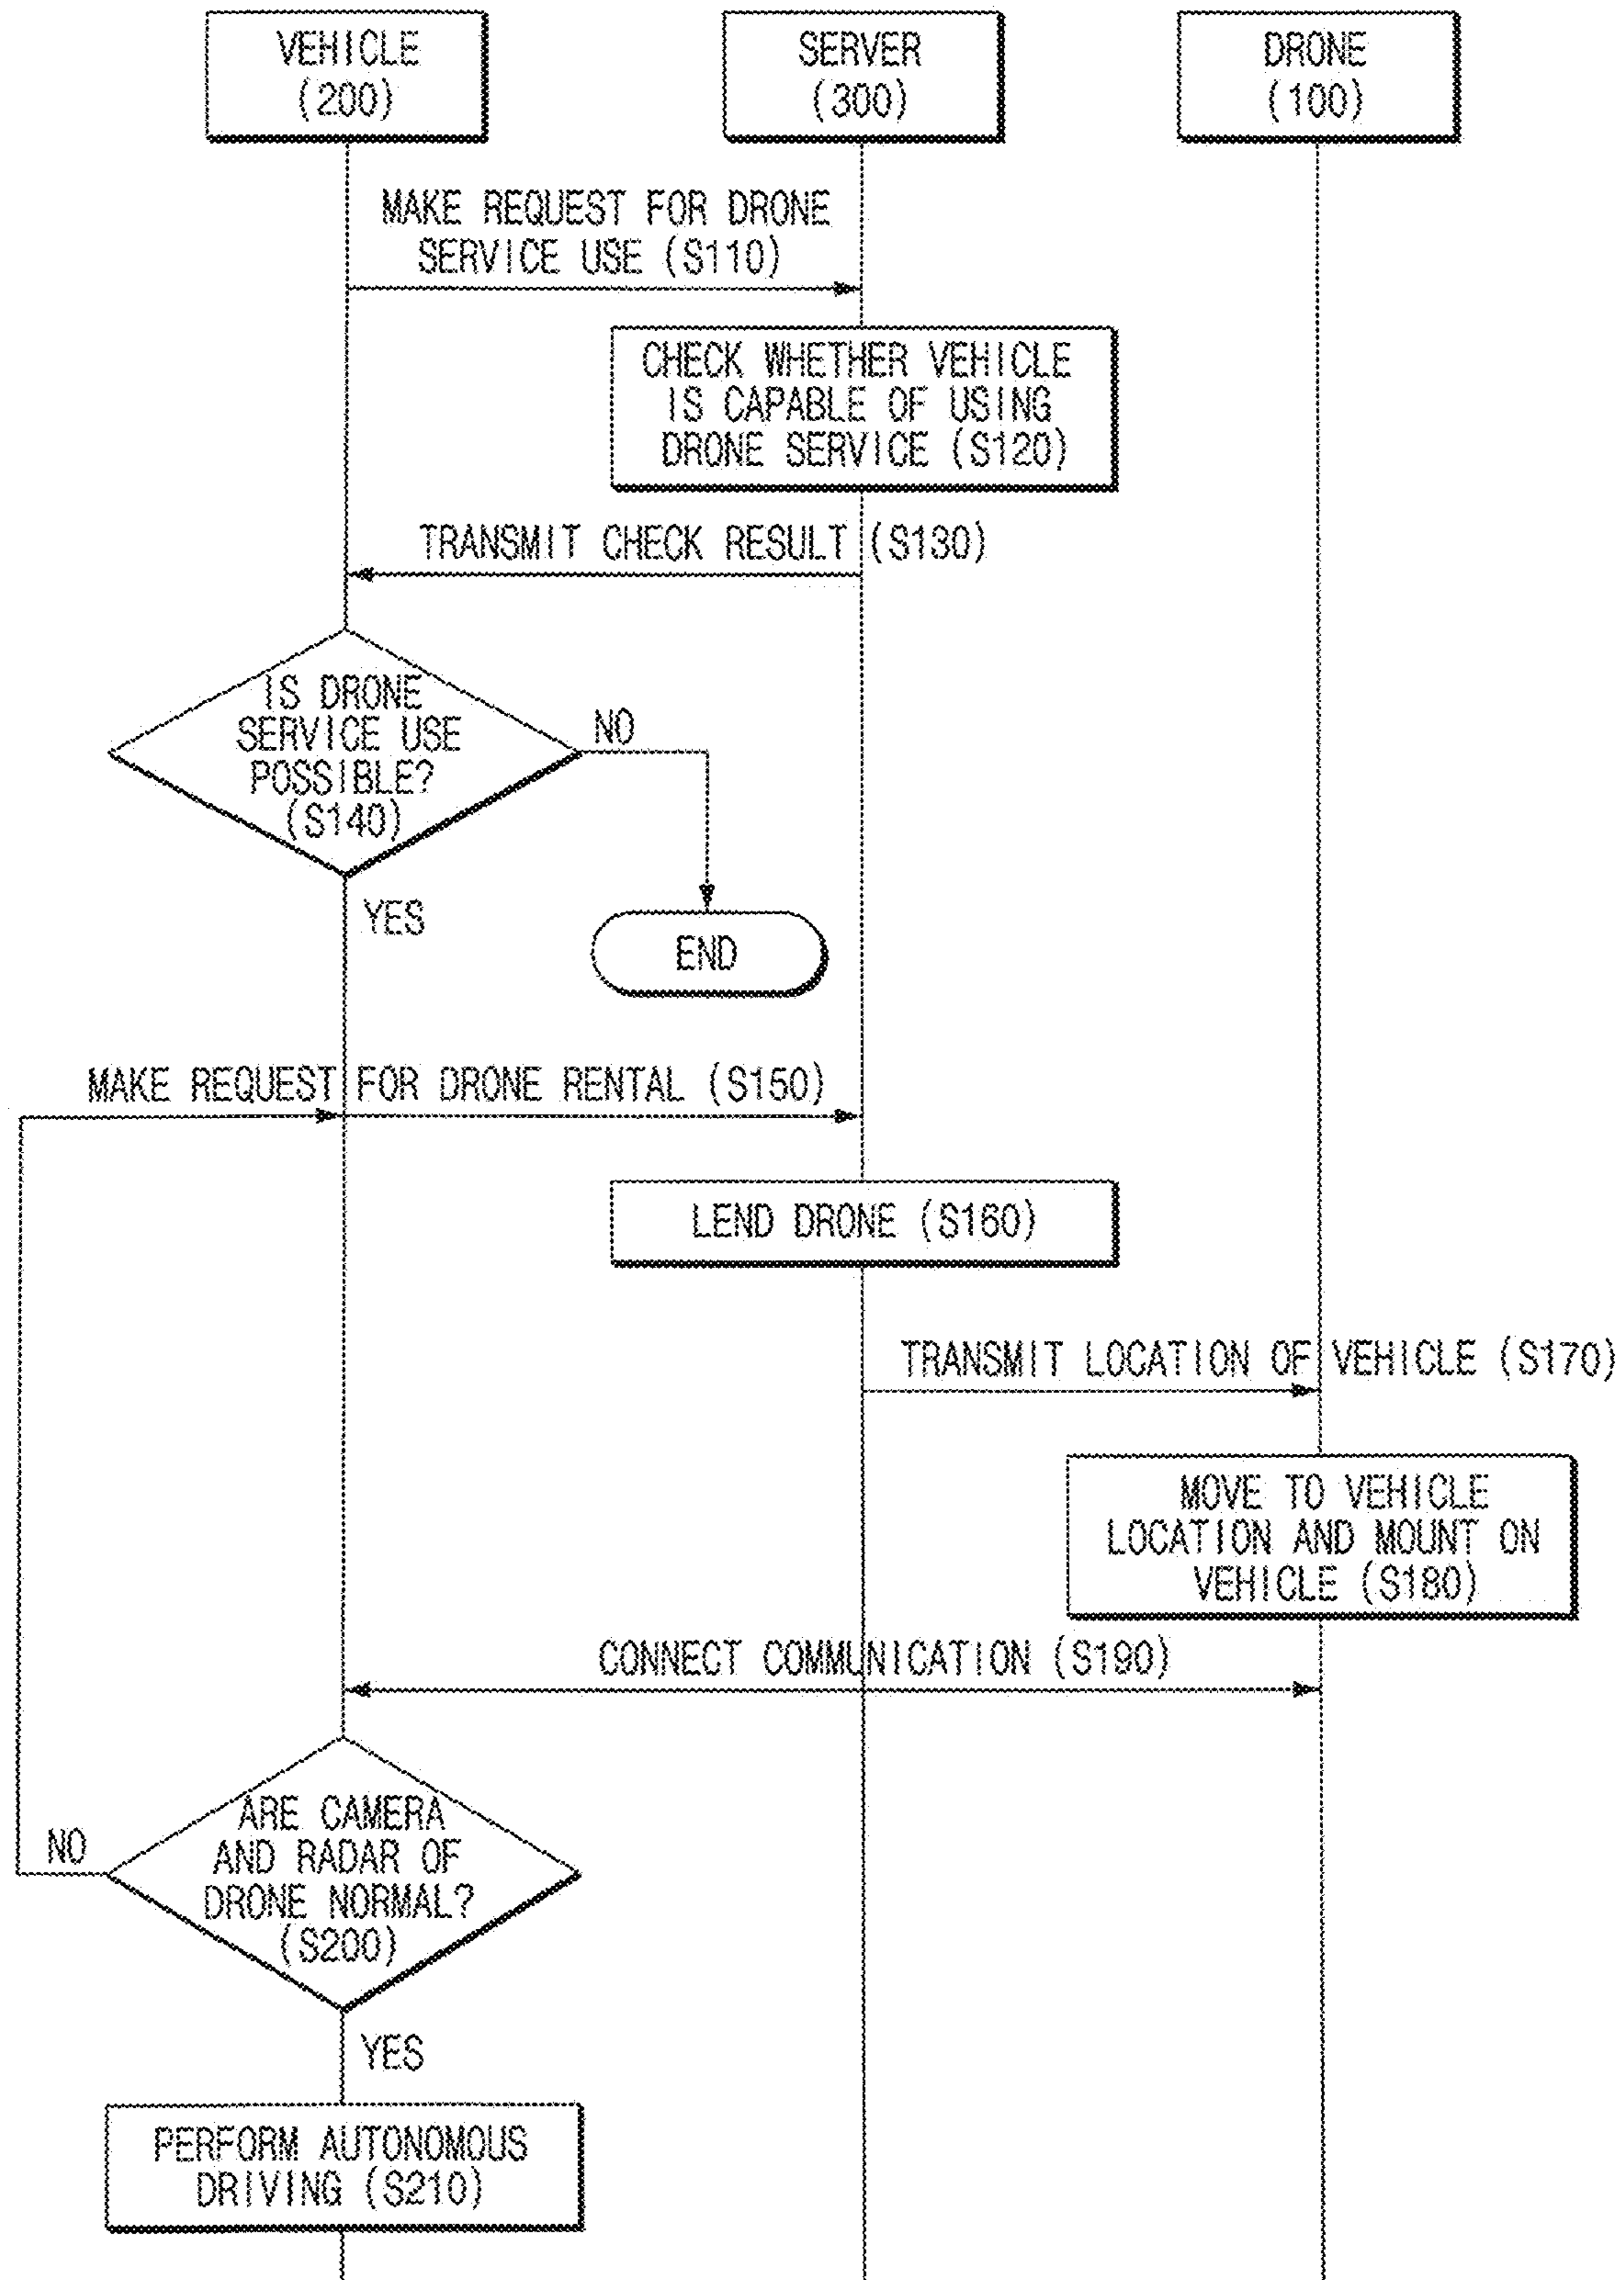 VEHICLE
(200)
SERVER
(300)
DRONE
(100)
MAKE REQUEST FOR DRONE
SERVICE USE (S110)
CHECK WHETHER VEHICLE
IS CAPABLE OF USING
DRONE SERVICE (S120)
TRANSMIT CHECK RESULT (S130)
IS DRONE
SERVICE USE
POSSIBLE?
(S140)
NO
YES
END
MAKE REQUEST FOR DRONE RENTAL (S150)
LEND DRONE (S160)
TRANSMIT LOCATION OF VEHICLE (S170)
MOVE TO VEHICLE
LOCATION AND MOUNT ON
VEHICLE (S180)
CONNECT COMMUNICATION (S190)
ARE CAMERA
AND RADAR OF
DRONE NORMAL?
(S200)
NO
YES
PERFORM AUTONOMOUS
DRIVING (S210)